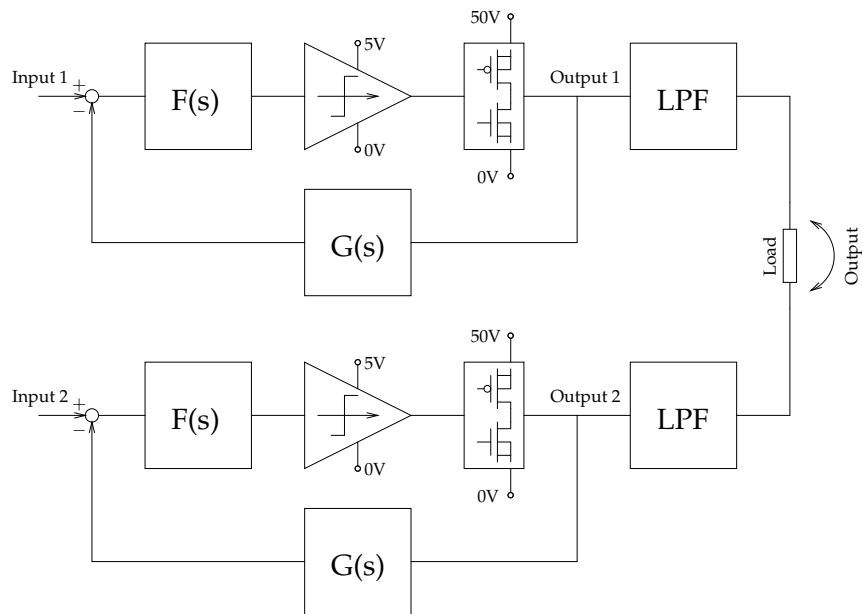 50V
5V
Input 1
+
−
F(s)
Output 1
LPF
0V
0V
G(s)
Load
Output
50V
5V
Input 2
+
−
F(s)
Output 2
LPF
0V
0V
G(s)